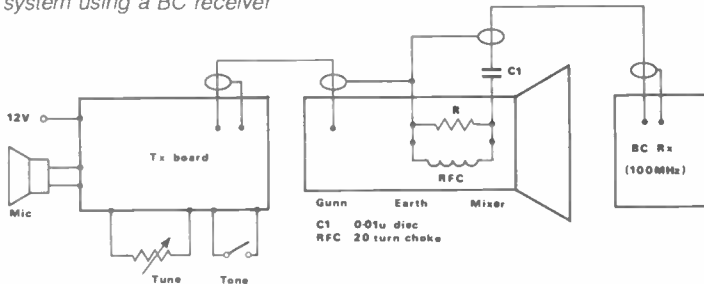 system using a BC receiver
C1
12V
R
Tx board
BC Rx
(100MHz)
RFC
Mic
Gunn Earth Mixer
C1 0·01u disc
RFC 20 turn choke
Tune Tone